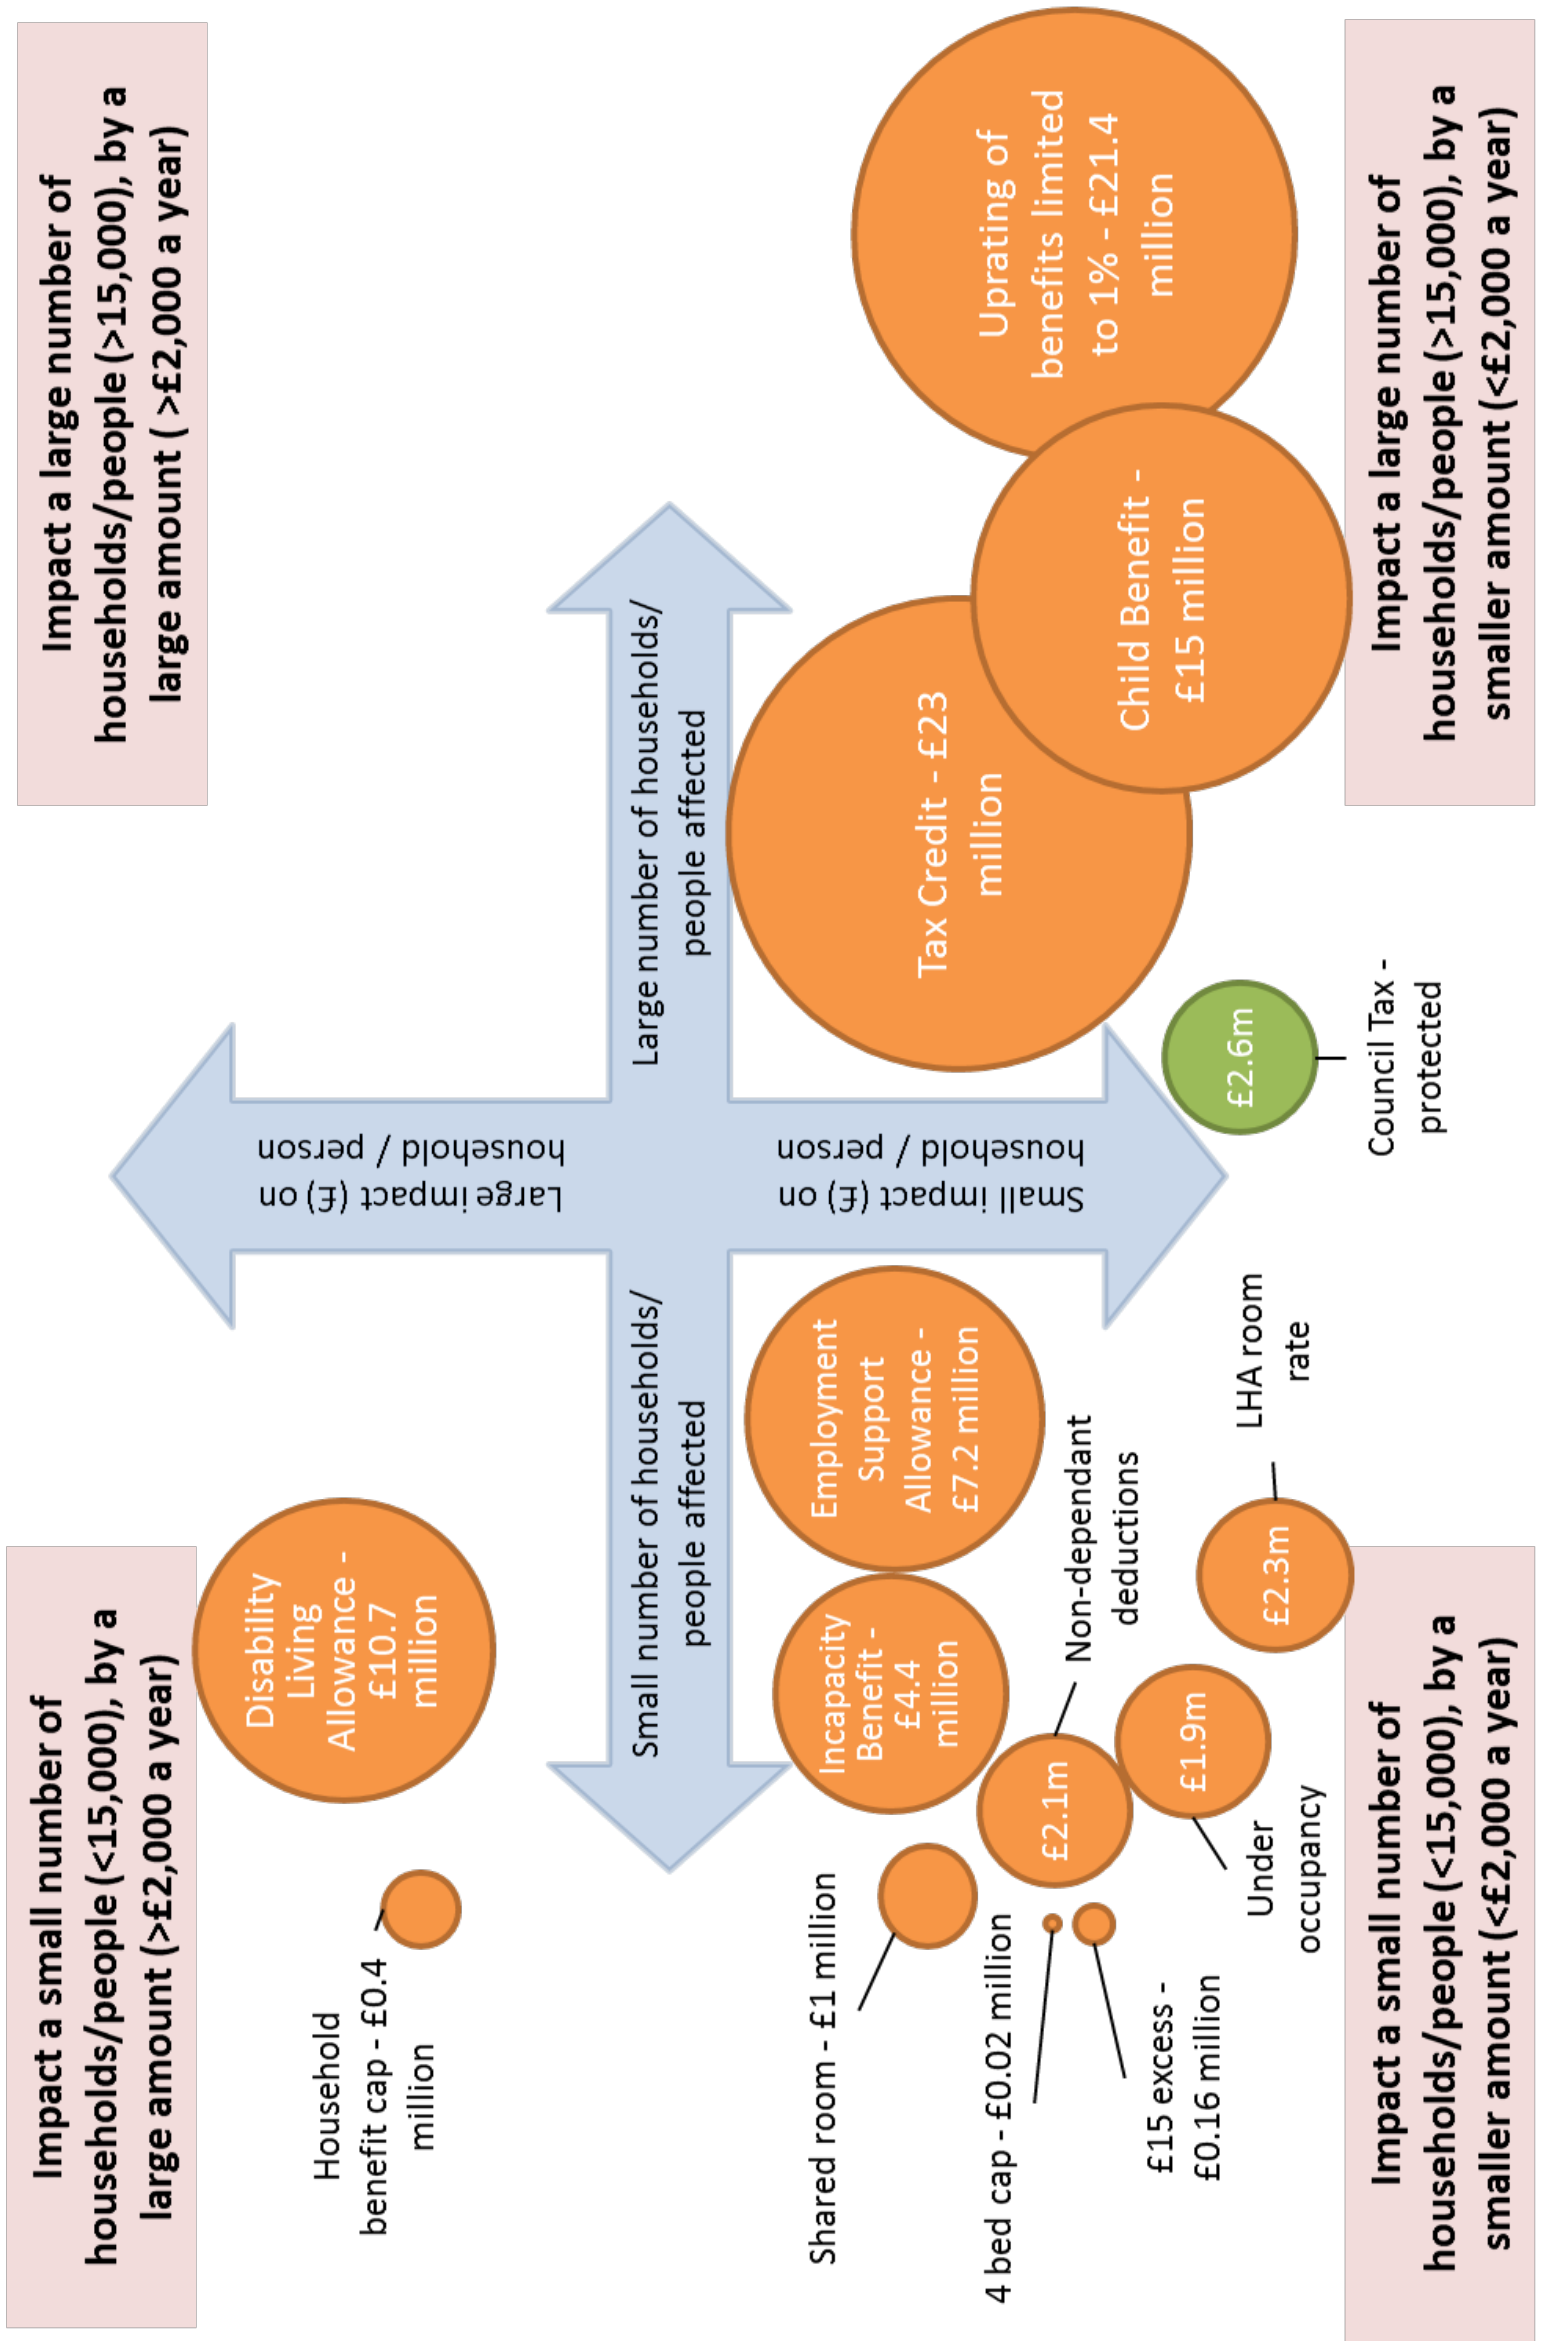 Impact a small number of
households/people (<15,000), by a
large amount (>£2,000 a year)
Impact a large number of
households/people (>15,000), by a
large amount ( >£2,000 a year)
Disability
Living
Allowance -
£10.7
million
Household
benefit cap - £0.4
million
Large impact (£) on
household / person
Small number of households/
people affected
Large number of households/
people affected
Small impact (£) on
household / person
Employment
Support
Allowance -
£7.2 million
Incapacity
Benefit -
£4.4
million
Shared room - £1 million
4 bed cap - £0.02 million
£15 excess -
£0.16 million
£2.1m
Non-dependant
deductions
£1.9m
Under
occupancy
£2.3m
LHA room
rate
Tax Credit - £23
million
Child Benefit -
£15 million
Uprating of
benefits limited
to 1% - £21.4
million
£2.6m
Council Tax -
protected
Impact a small number of
households/people (<15,000), by a
smaller amount (<£2,000 a year)
Impact a large number of
households/people (>15,000), by a
smaller amount (<£2,000 a year)